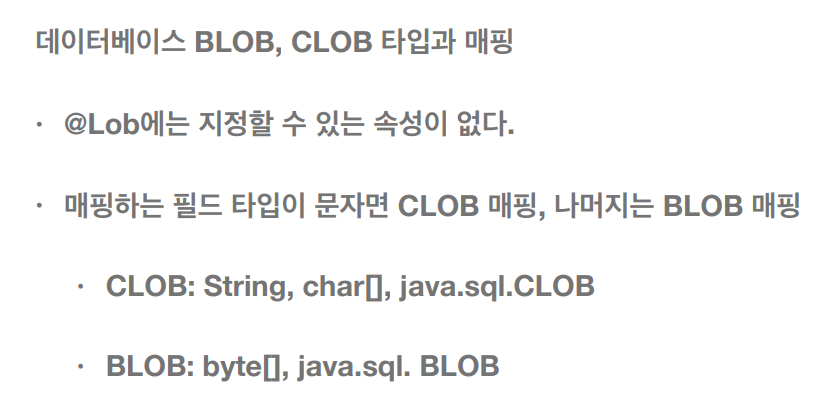 데이터베이스 BLOB, CLOB 타입과 매핑
• @Lob에는 지정할 수 있는 속성이 없다.
• 매핑하는 필드 타입이 문자면 CLOB 매핑, 나머지는 BLOB 매핑
• CLOB: String, char[], java.sql.CLOB
• BLOB: byte[], java.sql. BLOB